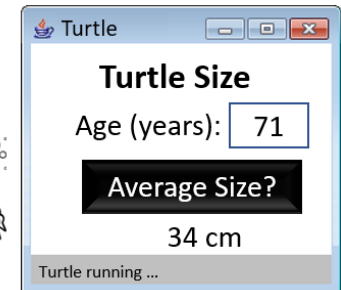 Turtle
Turtle Size
Age (years): 71
Average Size?
34 cm
Turtle running ...